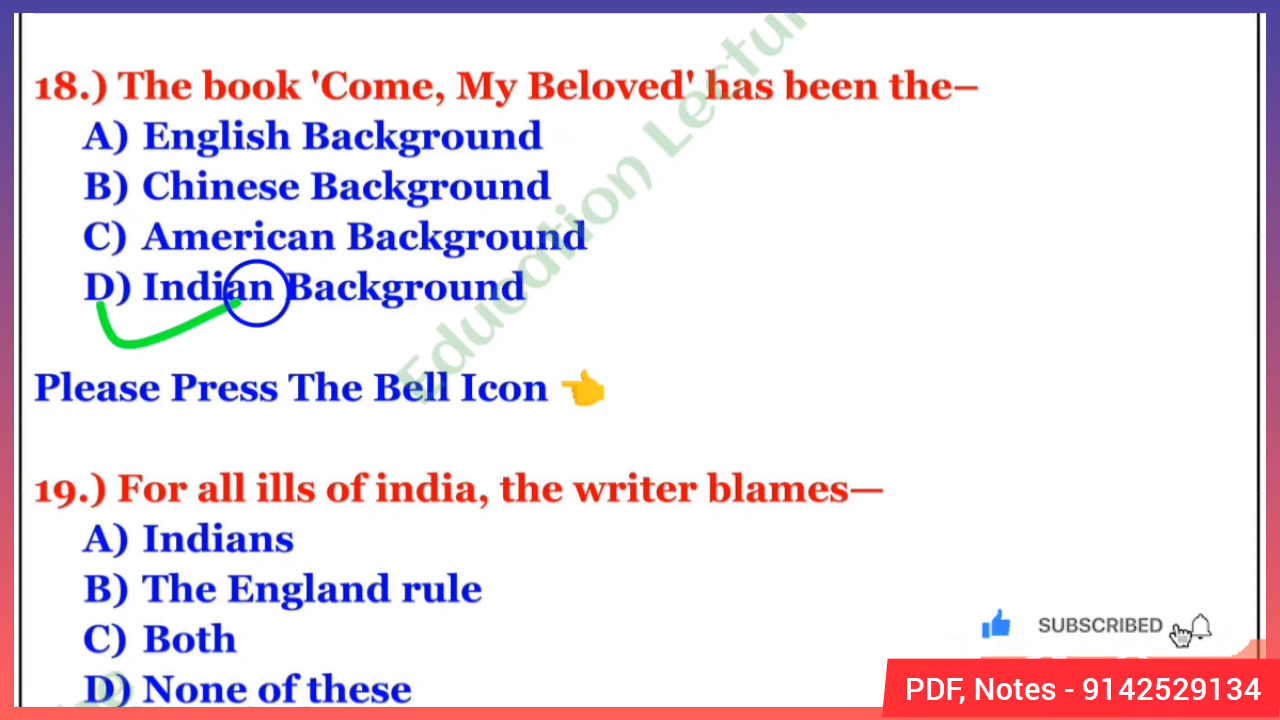 18.) The book 'Come, My Beloved' has been the–
A) English Background
B) Chinese Background
C) American Background
D) Indian Background
Education Lectur
Please Press The Bell Icon 👈
19.) For all ills of india, the writer blames—
A) Indians
B) The England rule
C) Both
D) None of these
SUBSCRIBED
PDF, Notes - 9142529134